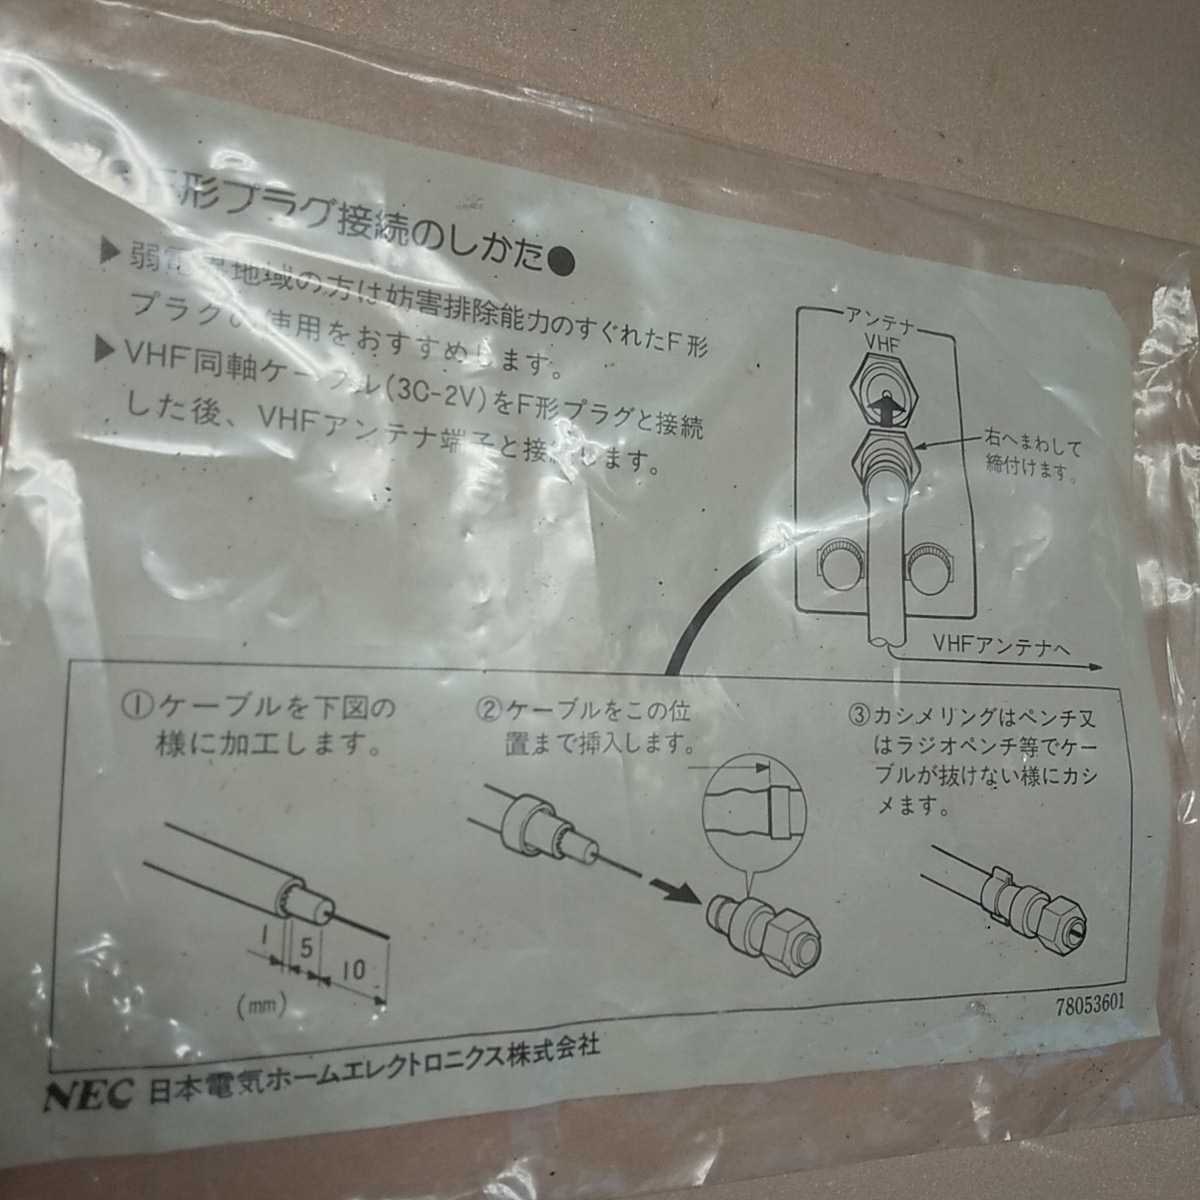 F形プラグ接続のしかた●
▶弱電界地域の方は妨害排除能力のすぐれたF形
プラグの使用をおすすめします。
▶VHF同軸ケーブル(3C-2V)をF形プラグと接続
した後、VHFアンテナ端子と接続します。
アンテナ
VHF
右へまわして
締付けます。
VHFアンテナへ
①ケーブルを下図の
様に加工します。
1
5
10
(mm)
②ケーブルをこの位
置まで挿入します。
③カシメリングはペンチ又
はラジオペンチ等でケー
ブルが抜けない様にカシ
メます。
78053601
NEC 日本電気ホームエレクトロニクス株式会社